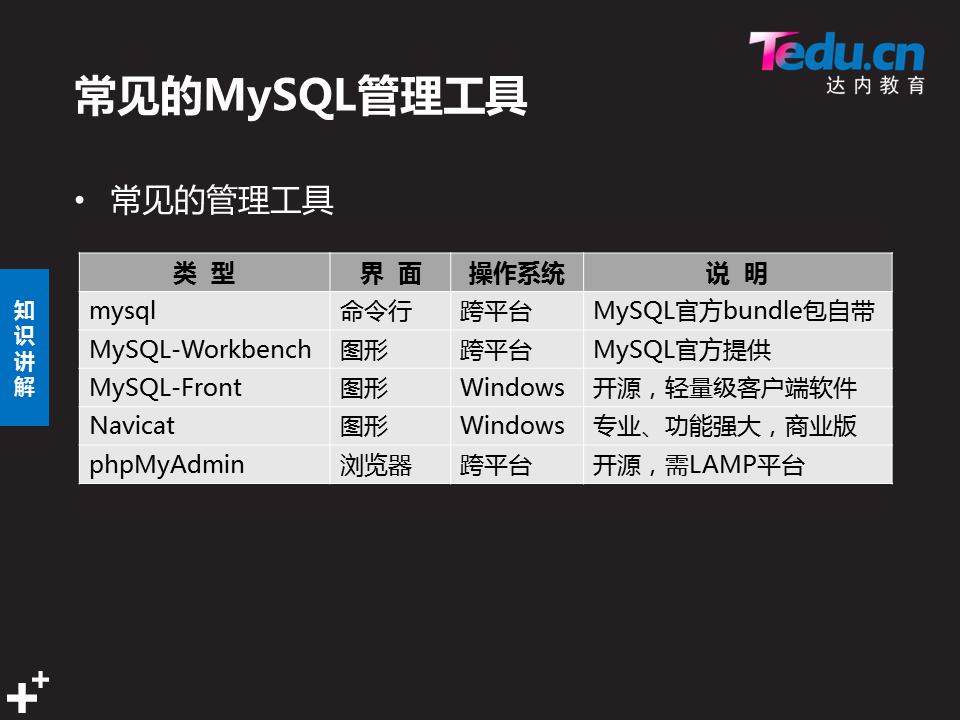 Tedu.cn
达内教育
常见的MySQL管理工具
• 常见的管理工具
类 型 界 面 操作系统 说 明
mysql 命令行 跨平台 MySQL官方bundle包自带
MySQL-Workbench 图形 跨平台 MySQL官方提供
MySQL-Front 图形 Windows 开源，轻量级客户端软件
Navicat 图形 Windows 专业、功能强大，商业版
phpMyAdmin 浏览器 跨平台 开源，需LAMP平台
知
识
讲
解